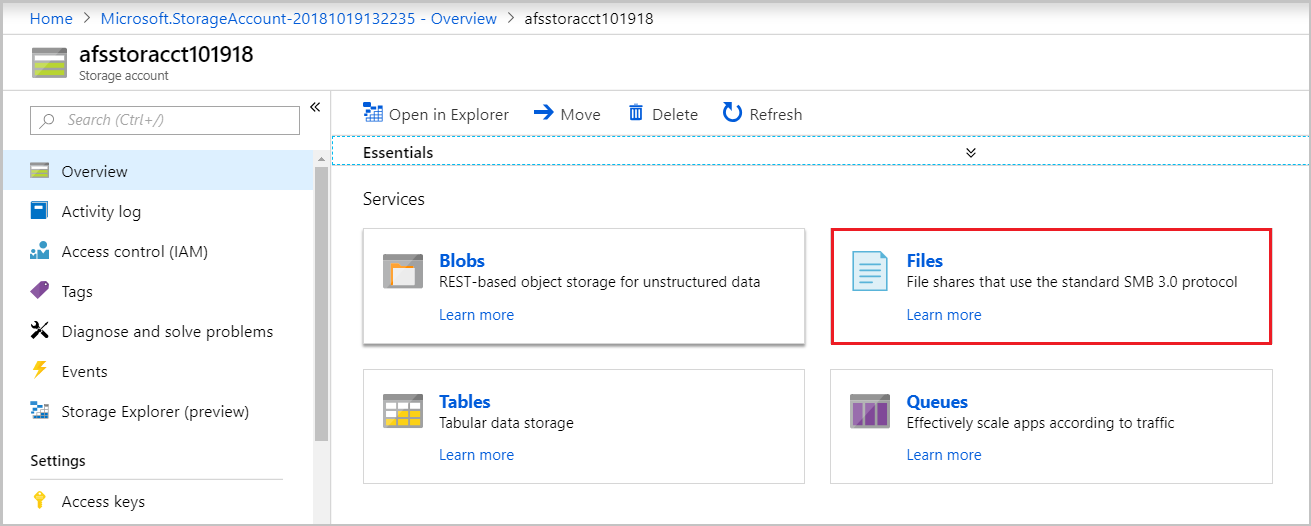 Home > Microsoft.StorageAccount-20181019132235 - Overview > afsstoracct101918
afsstoracct101918
Storage account
Search (Ctrl+/)
Overview
Activity log
Access control (IAM)
Tags
Diagnose and solve problems
Events
Storage Explorer (preview)
Settings
Access keys
Open in Explorer Move Delete Refresh
Essentials
Services
Blobs
REST-based object storage for unstructured data
Learn more
Files
File shares that use the standard SMB 3.0 protocol
Learn more
Tables
Tabular data storage
Learn more
Queues
Effectively scale apps according to traffic
Learn more